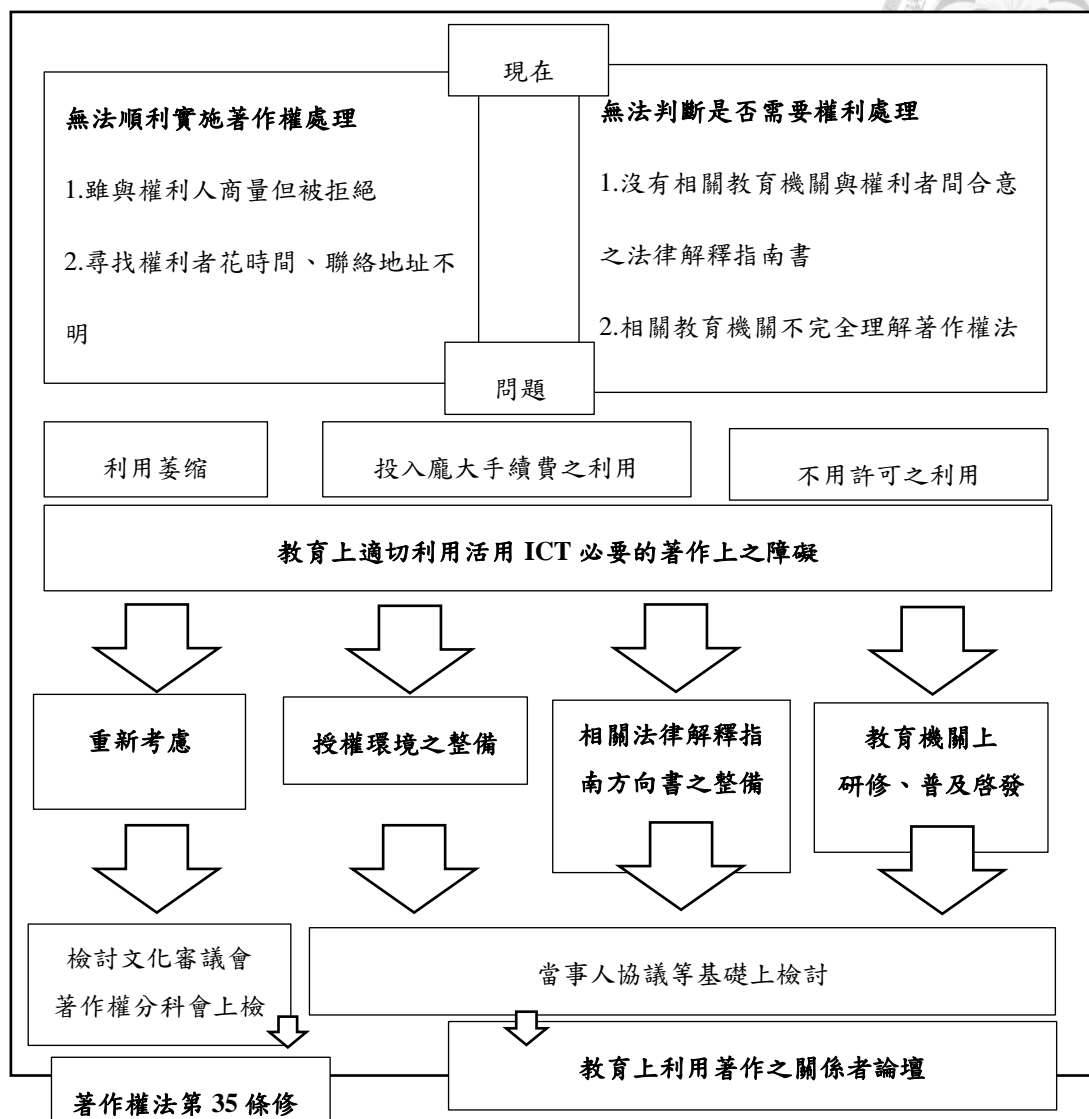 現在
無法順利實施著作權處理
1.雖與權利人商量但被拒絕
2.尋找權利者花時間、聯絡地址不
明
無法判斷是否需要權利處理
1.沒有相關教育機關與權利者間合意
之法律解釋指南書
2.相關教育機關不完全理解著作權法
問題
利用萎缩
投入龐大手續費之利用
不用許可之利用
教育上適切利用活用 ICT 必要的著作上之障礙
重新考慮
授權環境之整備
相關法律解釋指
南方向書之整備
教育機關上
研修、普及啓發
檢討文化審議會
著作權分科會上檢
當事人協議等基礎上檢討
教育上利用著作之關係者論壇
著作權法第 35 條修